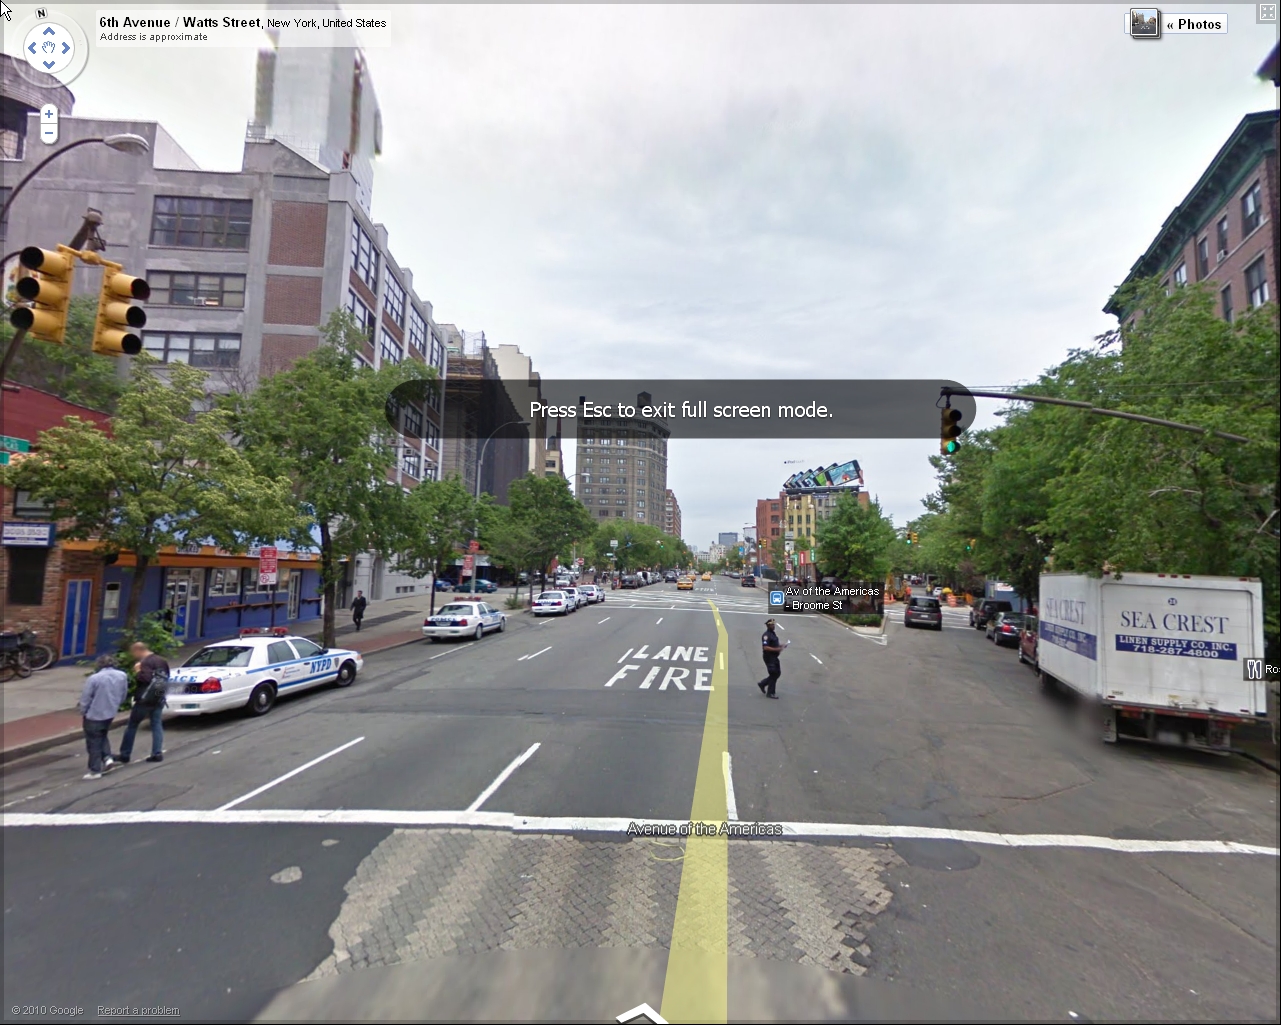 N
6th Avenue / Watts Street, New York, United States
Address is approximate
« Photos
Press Esc to exit full screen mode.
Av of the Americas
- Broome St
SEA CREST
LINEN SUPPLY CO. INC.
718-287-4800
SEA CREST
Ro
NYPD
LANE
FIRE
Avenue of the Americas
© 2010 Google
Report a problem